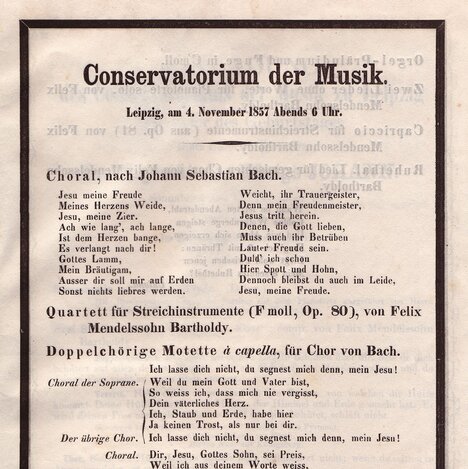 Conservatorium der Musik.
Leipzig, am 4. November 1857 Abends 6 Uhr.
Choral, nach Johann Sebastian Bach.
Jesu meine Freude
Meines Herzens Weide,
Jesu, meine Zier.
Ach wie lang', ach lange,
Ist dem Herzen bange,
Es verlangt nach dir!
Gottes Lamm,
Mein Bräutigam,
Ausser dir soll mir auf Erden
Sonst nichts liebres werden.
Weicht, ihr Trauergeister,
Denn mein Freudenmeister,
Jesus tritt herein.
Denen, die Gott lieben,
Muss auch ihr Betrüben
Lauter Freude sein.
Duld' ich schon
Hier Spott und Hohn,
Dennoch bleibst du auch im Leide,
Jesu, meine Freude.
Quartett für Streichinstrumente (F moll, Op. 80), von Felix
Mendelssohn Bartholdy.
Doppelchörige Motette à capella, für Chor von Bach.
Ich lasse dich nicht, du segnest mich denn, mein Jesu!
Choral der Soprane. Weil du mein Gott und Vater bist,
So weiss ich, dass mich nie vergisst,
Dein väterliches Herz.
Ich, Staub und Erde, habe hier
Ja keinen Trost, als nur bei dir.
Der übrige Chor. Ich lasse dich nicht, du segnest mich denn, mein Jesu!
Choral. Dir, Jesu, Gottes Sohn, sei Preis,
Weil ich aus deinem Worte weiss,